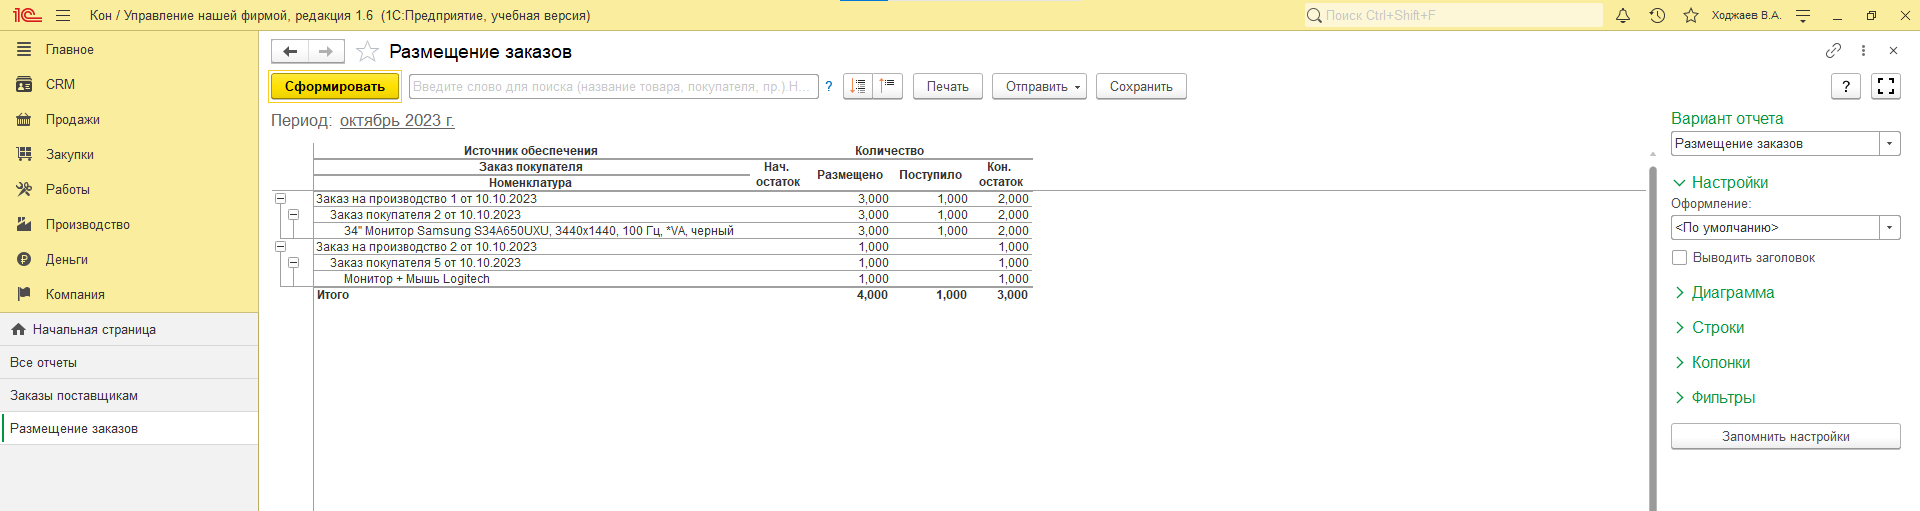 1С Кон / Управление нашей фирмой, редакция 1.6 (1С:Предприятие, учебная версия) Поиск Ctrl+Shift+F Ходжаев В.А.
Главное
CRM
Продажи
Закупки
Работы
Производство
Деньги
Компания
Начальная страница
Все отчеты
Заказы поставщикам
Размещение заказов
Размещение заказов
Сформировать Введите слово для поиска (название товара, покупателя, пр.).Н... ? Печать Отправить Сохранить ?
Период: октябрь 2023 г.
Источник обеспечения Количество
Заказ покупателя Нач. остаток Размещено Поступило Кон. остаток
Номенклатура
Заказ на производство 1 от 10.10.2023 3,000 1,000 2,000
Заказ покупателя 2 от 10.10.2023 3,000 1,000 2,000
34" Монитор Samsung S34A650UXU, 3440x1440, 100 Гц, *VA, черный 3,000 1,000 2,000
Заказ на производство 2 от 10.10.2023 1,000 1,000
Заказ покупателя 5 от 10.10.2023 1,000 1,000
Монитор + Мышь Logitech 1,000 1,000
Итого 4,000 1,000 3,000
Вариант отчета
Размещение заказов
Настройки
Оформление:
<По умолчанию>
Выводить заголовок
Диаграмма
Строки
Колонки
Фильтры
Запомнить настройки